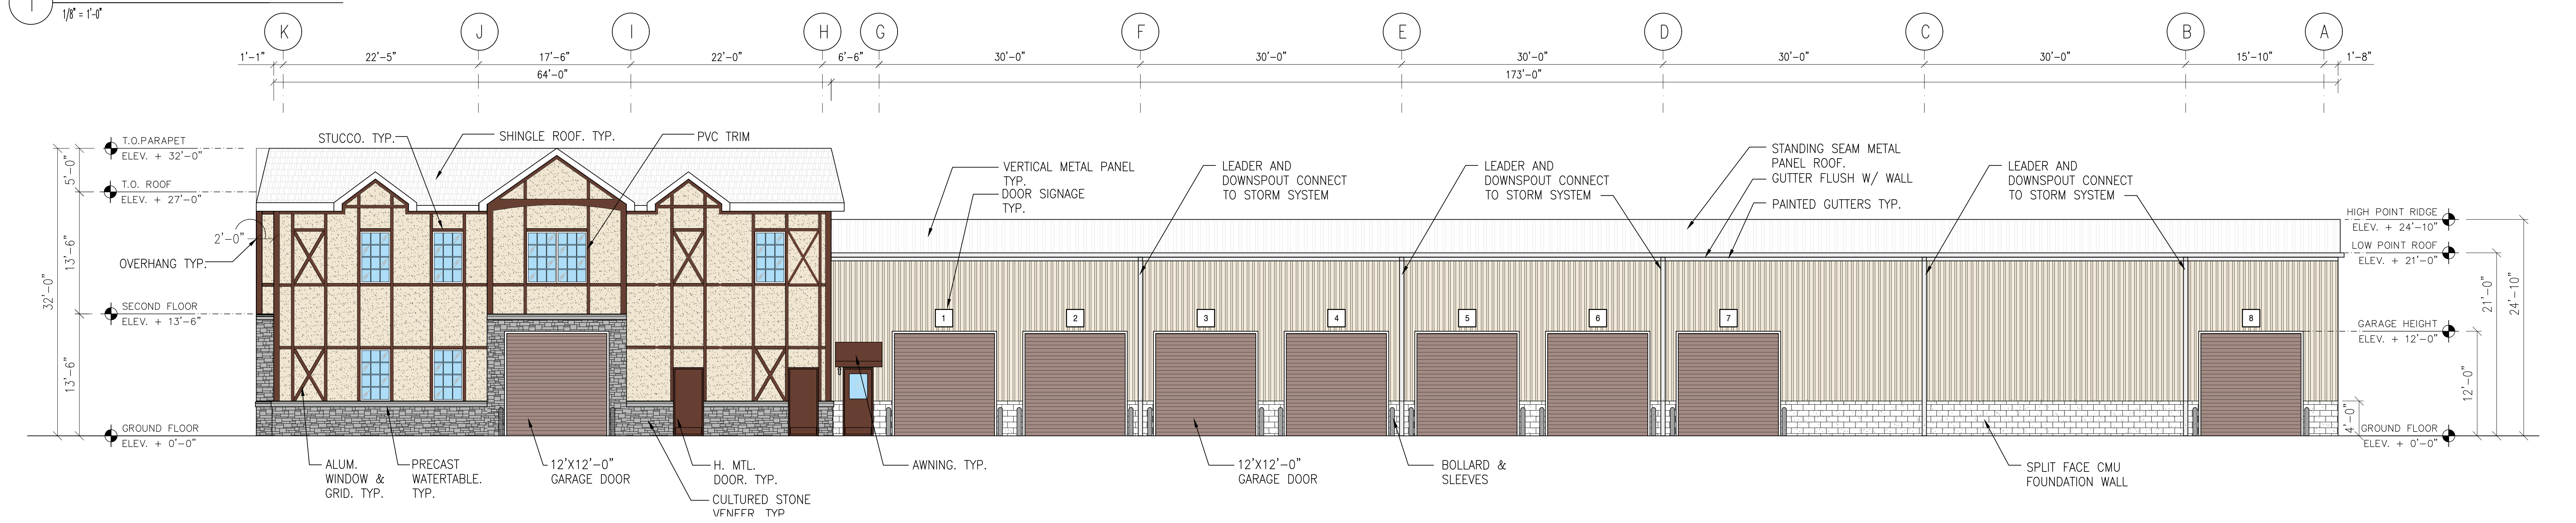 1
1/8" = 1'-0"
K
J
I
H
G
F
E
D
C
B
A
1'-1"
22'-5"
17'-6"
22'-0"
6'-6"
30'-0"
30'-0"
30'-0"
30'-0"
30'-0"
15'-10"
1'-8"
64'-0"
173'-0"
T.O.PARAPET
ELEV. + 32'-0"
T.O. ROOF
ELEV. + 27'-0"
SECOND FLOOR
ELEV. + 13'-6"
GROUND FLOOR
ELEV. + 0'-0"
32'-0"
5'-0"
13'-6"
13'-6"
2'-0"
OVERHANG TYP.
STUCCO. TYP.
SHINGLE ROOF. TYP.
PVC TRIM
VERTICAL METAL PANEL
TYP.
DOOR SIGNAGE
TYP.
LEADER AND
DOWNSPOUT CONNECT
TO STORM SYSTEM
LEADER AND
DOWNSPOUT CONNECT
TO STORM SYSTEM
STANDING SEAM METAL
PANEL ROOF.
GUTTER FLUSH W/ WALL
PAINTED GUTTERS TYP.
LEADER AND
DOWNSPOUT CONNECT
TO STORM SYSTEM
HIGH POINT RIDGE
ELEV. + 24'-10"
LOW POINT ROOF
ELEV. + 21'-0"
GARAGE HEIGHT
ELEV. + 12'-0"
GROUND FLOOR
ELEV. + 0'-0"
4'-0"
12'-0"
21'-0"
24'-10"
1
2
3
4
5
6
7
8
ALUM.
WINDOW &
GRID. TYP.
PRECAST
WATERTABLE.
TYP.
12'X12'-0"
GARAGE DOOR
H. MTL.
DOOR. TYP.
CULTURED STONE
VENEER. TYP.
AWNING. TYP.
12'X12'-0"
GARAGE DOOR
BOLLARD &
SLEEVES
SPLIT FACE CMU
FOUNDATION WALL